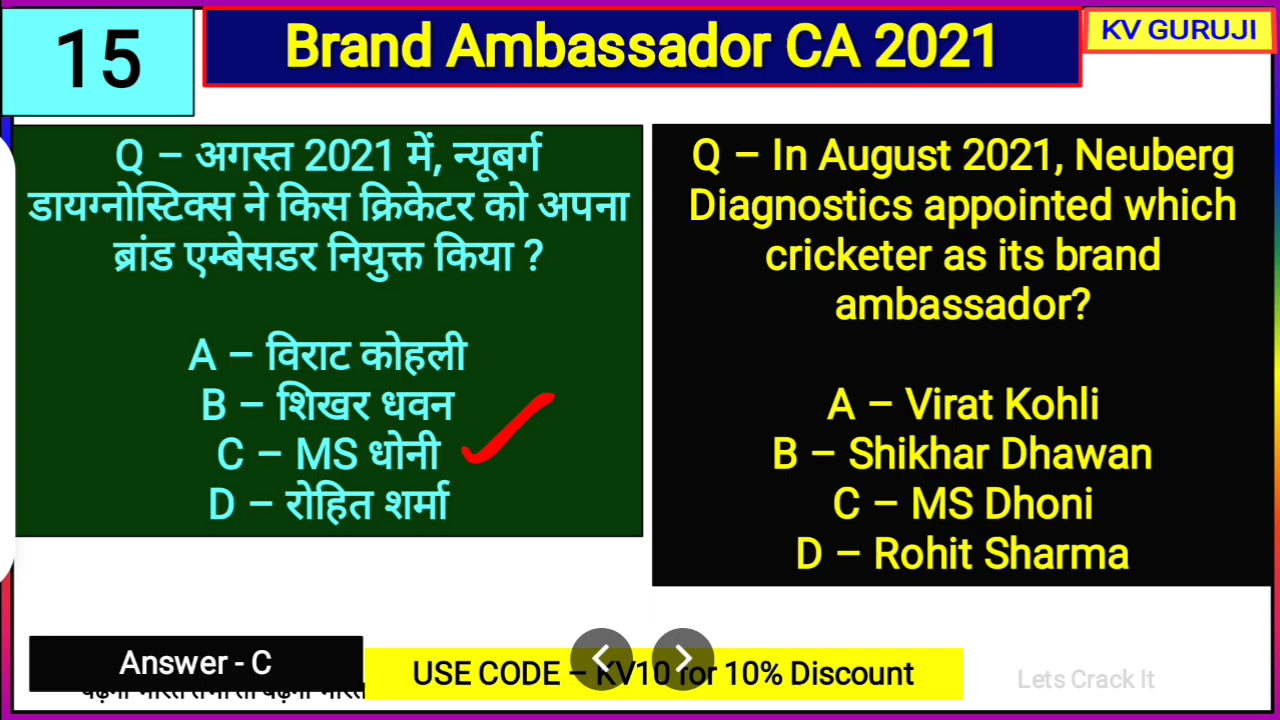 15
Brand Ambassador CA 2021
KV GURUJI
Q – अगस्त 2021 में, न्यूबर्ग
डायग्नोस्टिक्स ने किस क्रिकेटर को अपना
ब्रांड एम्बेसडर नियुक्त किया ?
A – विराट कोहली
B – शिखर धवन
C – MS धोनी
D – रोहित शर्मा
Q – In August 2021, Neuberg
Diagnostics appointed which
cricketer as its brand
ambassador?
A – Virat Kohli
B – Shikhar Dhawan
C – MS Dhoni
D – Rohit Sharma
Answer - C
USE CODE – KV10 for 10% Discount
Lets Crack It